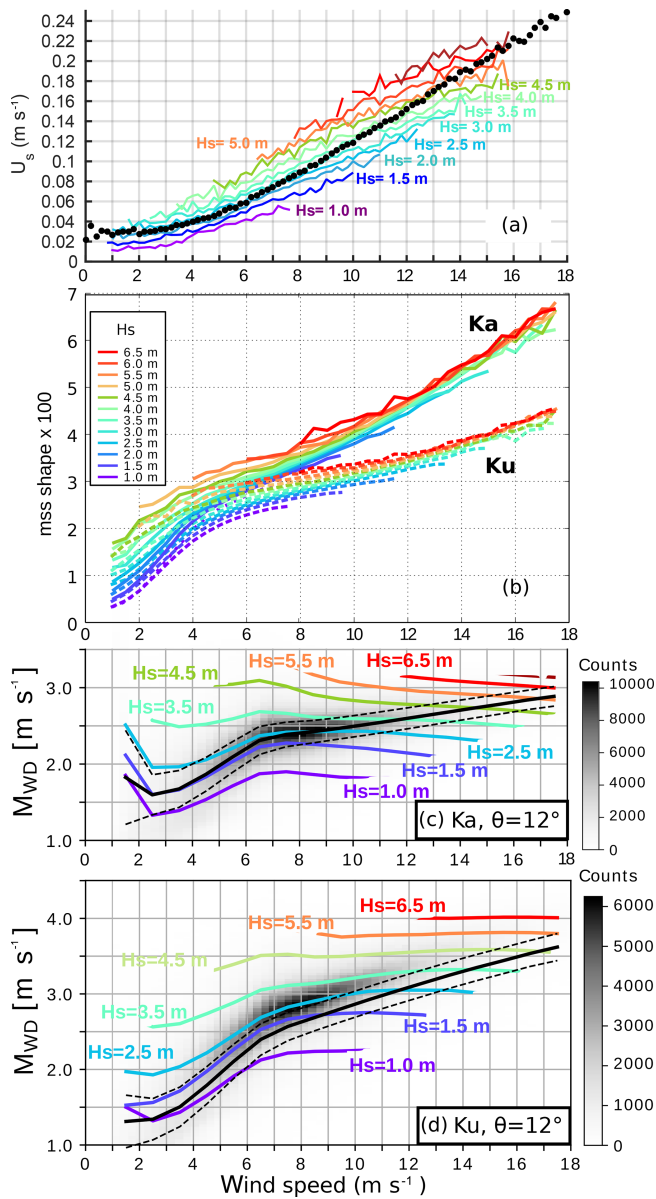 0.24
0.22
0.2
0.18
0.16
0.14
0.12
0.1
0.08
0.06
0.04
0.02
0
U_s (m s⁻¹)
Hs= 4.5 m
Hs= 4.0 m
Hs= 3.5 m
Hs= 3.0 m
Hs= 5.0 m
Hs= 2.5 m
Hs= 2.0 m
Hs= 1.5 m
Hs= 1.0 m
(a)
0 2 4 6 8 10 12 14 16 18
7
6
5
4
3
2
1
0
mss shape x 100
Hs
6.5 m
6.0 m
5.5 m
5.0 m
4.5 m
4.0 m
3.5 m
3.0 m
2.5 m
2.0 m
1.5 m
1.0 m
Ka
Ku
(b)
0 2 4 6 8 10 12 14 16 18
3.0
2.0
1.0
M_WD [m s⁻¹]
Hs=5.5 m
Hs=6.5 m
Hs=4.5 m
Hs=3.5 m
Hs=2.5 m
Hs=1.5 m
Hs=1.0 m
(c) Ka, θ=12°
0 2 4 6 8 10 12 14 16 18
Counts
10000
8000
6000
4000
2000
0
4.0
3.0
2.0
1.0
M_WD [m s⁻¹]
Hs=6.5 m
Hs=5.5 m
Hs=4.5 m
Hs=3.5 m
Hs=1.5 m
Hs=2.5 m
Hs=1.0 m
(d) Ku, θ=12°
0 2 4 6 8 10 12 14 16 18
Wind speed (m s⁻¹)
Counts
6000
5000
4000
3000
2000
1000
0